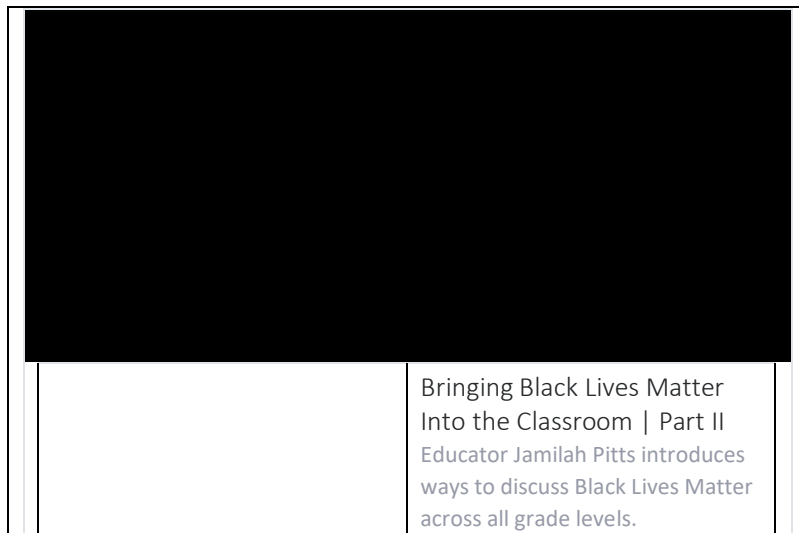 Bringing Black Lives Matter
Into the Classroom | Part II
Educator Jamilah Pitts introduces
ways to discuss Black Lives Matter
across all grade levels.